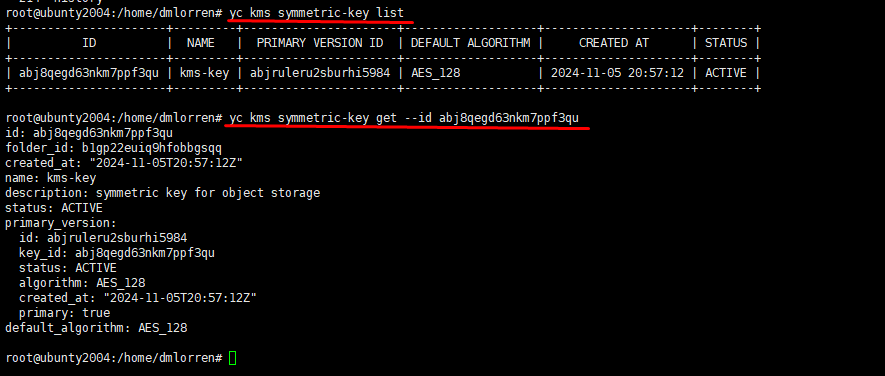 root@ubunty2004:/home/dmlorren# yc kms symmetric-key list
+----------------------+---------+----------------------+-------------------+---------------------+--------+
| ID | NAME | PRIMARY VERSION ID | DEFAULT ALGORITHM | CREATED AT | STATUS |
+----------------------+---------+----------------------+-------------------+---------------------+--------+
| abj8qegd63nkm7ppf3qu | kms-key | abjruleru2sburhi5984 | AES_128 | 2024-11-05 20:57:12 | ACTIVE |
+----------------------+---------+----------------------+-------------------+---------------------+--------+
root@ubunty2004:/home/dmlorren# yc kms symmetric-key get --id abj8qegd63nkm7ppf3qu
id: abj8qegd63nkm7ppf3qu
folder_id: b1gp22euiq9hfobbgsqq
created_at: "2024-11-05T20:57:12Z"
name: kms-key
description: symmetric key for object storage
status: ACTIVE
primary_version:
  id: abjruleru2sburhi5984
  key_id: abj8qegd63nkm7ppf3qu
  status: ACTIVE
  algorithm: AES_128
  created_at: "2024-11-05T20:57:12Z"
  primary: true
default_algorithm: AES_128
root@ubunty2004:/home/dmlorren#